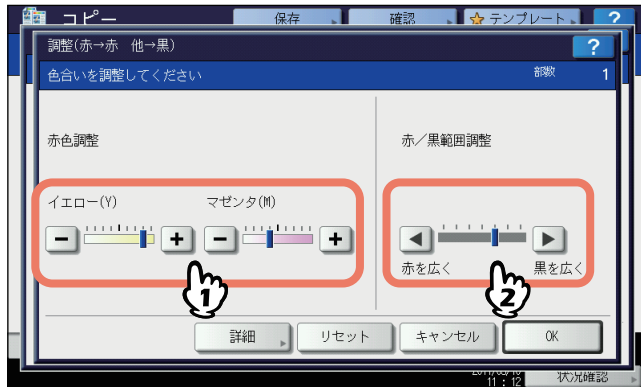 コピー 保存 確認 テンプレート ?
調整(赤→赤 他→黒) ?
色合いを調整してください 部数 1
赤色調整 赤／黒範囲調整
イエロー(Y) マゼンタ(M)
赤を広く 黒を広く
1 2
詳細 リセット キャンセル OK
11：12 状況確認